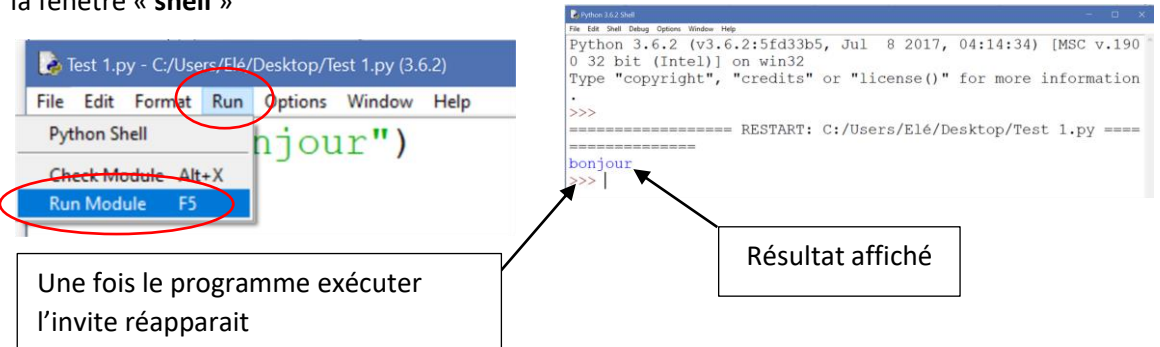 la fenêtre « shell »
Test 1.py - C:/Users/Elé/Desktop/Test 1.py (3.6.2)
File Edit Format Run Options Window Help
Python Shell
njour")
Check Module Alt+X
Run Module F5
Python 3.6.2 Shell
File Edit Shell Debug Options Window Help
Python 3.6.2 (v3.6.2:5fd33b5, Jul 8 2017, 04:14:34) [MSC v.190
0 32 bit (Intel)] on win32
Type "copyright", "credits" or "license()" for more information
.
>>>
================== RESTART: C:/Users/Elé/Desktop/Test 1.py ====
==============
bonjour
>>>
Résultat affiché
Une fois le programme exécuter
l'invite réapparait